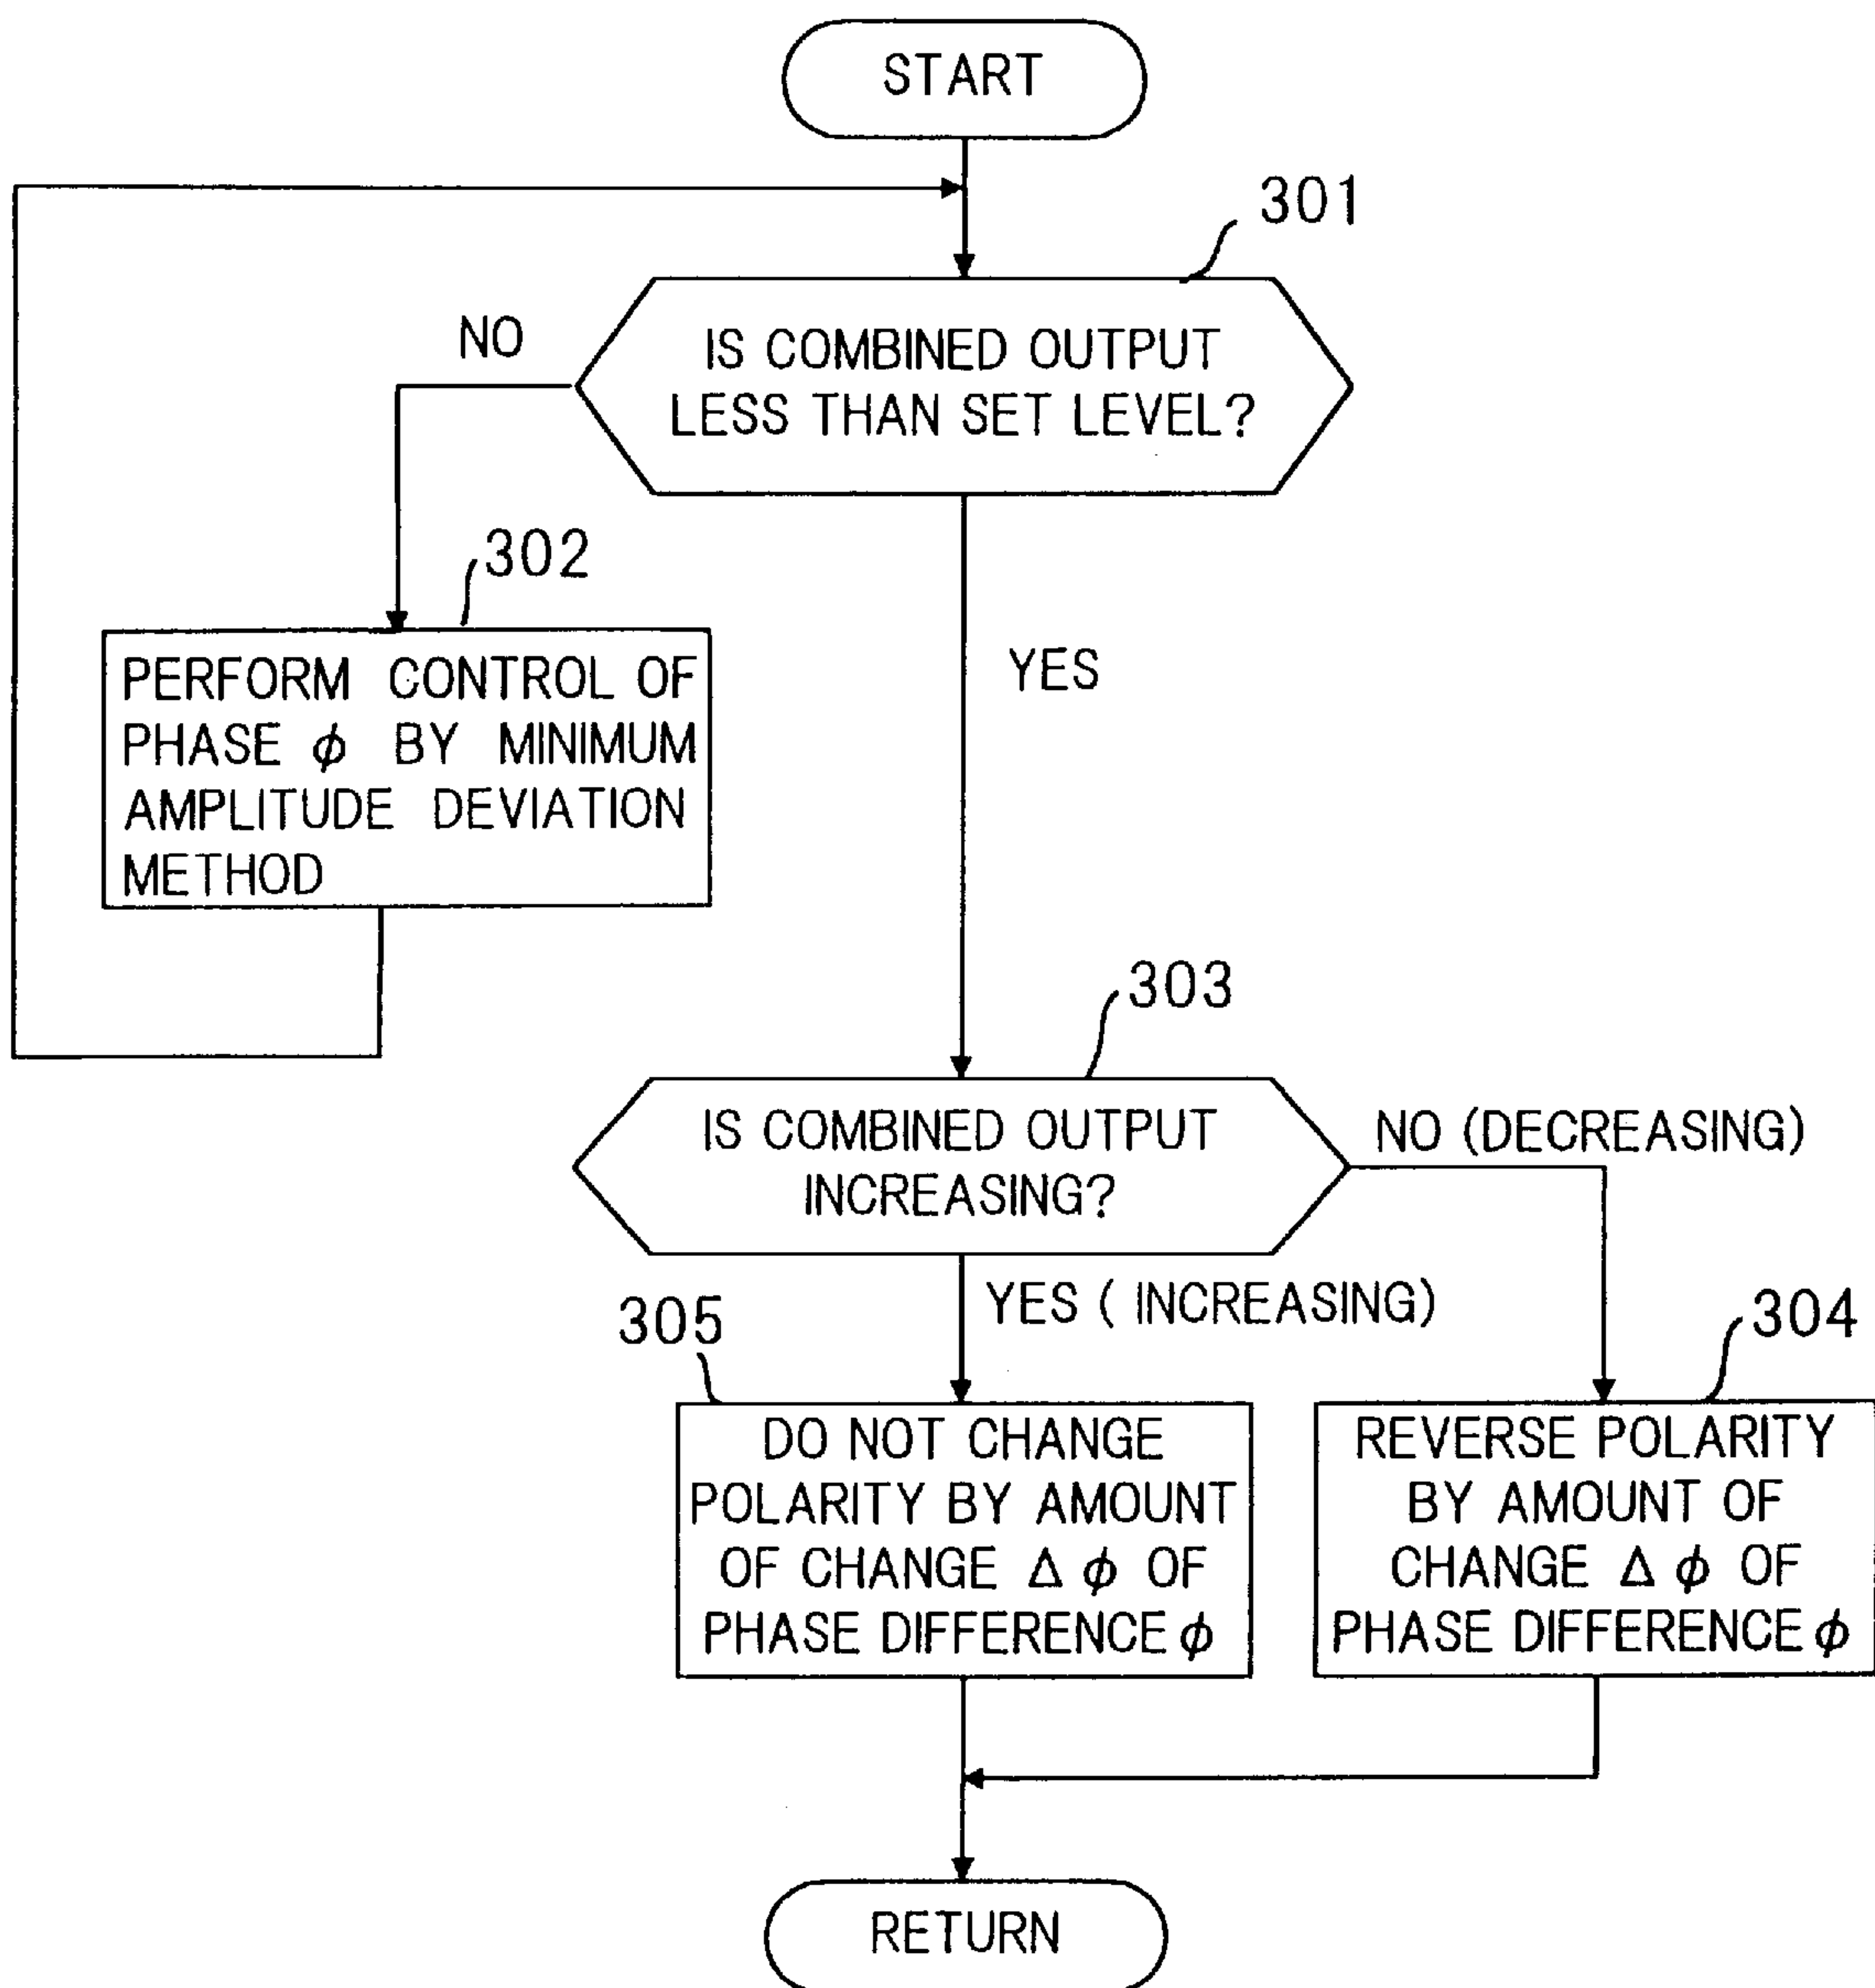 START
301
IS COMBINED OUTPUT
LESS THAN SET LEVEL?
NO
302
PERFORM CONTROL OF
PHASE φ BY MINIMUM
AMPLITUDE DEVIATION
METHOD
YES
303
IS COMBINED OUTPUT
INCREASING?
NO (DECREASING)
YES ( INCREASING)
305
DO NOT CHANGE
POLARITY BY AMOUNT
OF CHANGE Δ φ OF
PHASE DIFFERENCE φ
304
REVERSE POLARITY
BY AMOUNT OF
CHANGE Δ φ OF
PHASE DIFFERENCE φ
RETURN